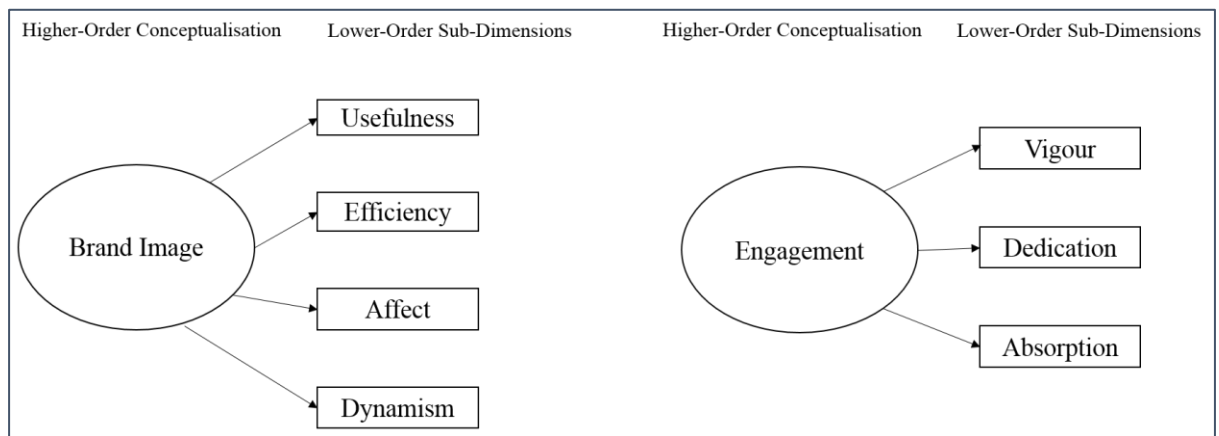 Higher-Order Conceptualisation
Lower-Order Sub-Dimensions
Usefulness
Efficiency
Brand Image
Affect
Dynamism
Higher-Order Conceptualisation
Lower-Order Sub-Dimensions
Vigour
Engagement
Dedication
Absorption